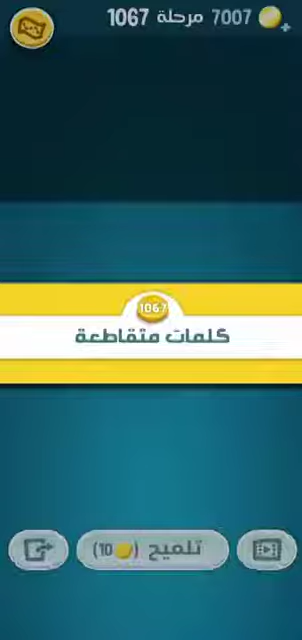 7007 مرحلة 1067
1067
كلمات متقاطعة
تلميح (10)